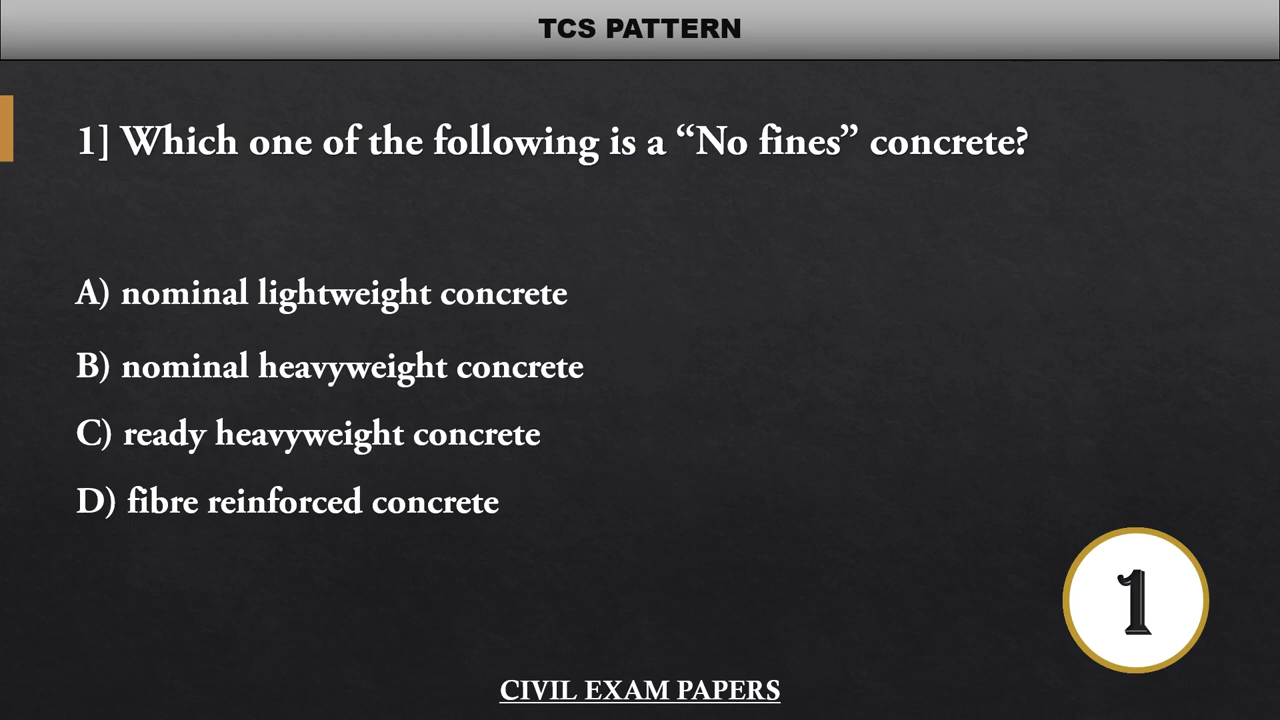 TCS PATTERN
1] Which one of the following is a “No fines” concrete?
A) nominal lightweight concrete
B) nominal heavyweight concrete
C) ready heavyweight concrete
D) fibre reinforced concrete
1
CIVIL EXAM PAPERS